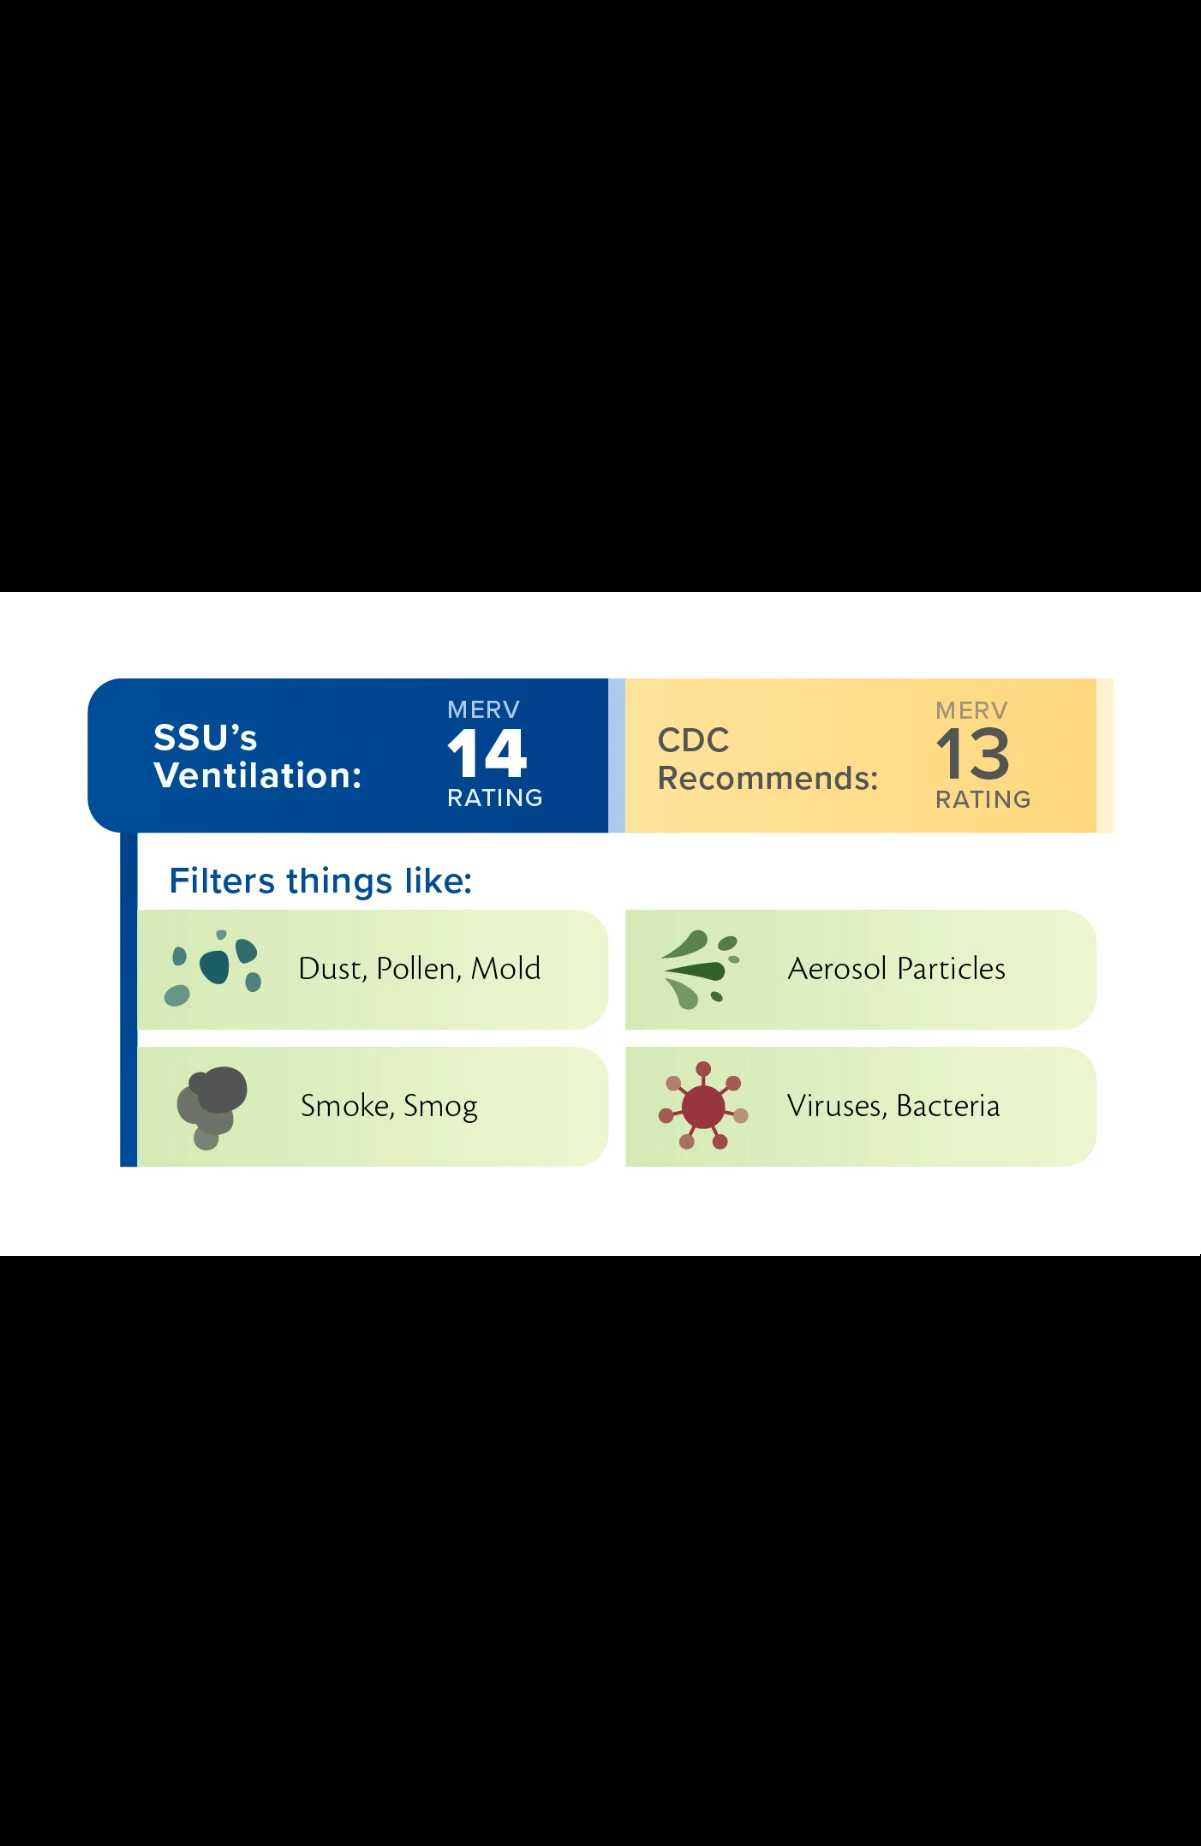 SSU's
Ventilation:
MERV
14
RATING
CDC
Recommends:
MERV
13
RATING
Filters things like:
Dust, Pollen, Mold
Aerosol Particles
Smoke, Smog
Viruses, Bacteria